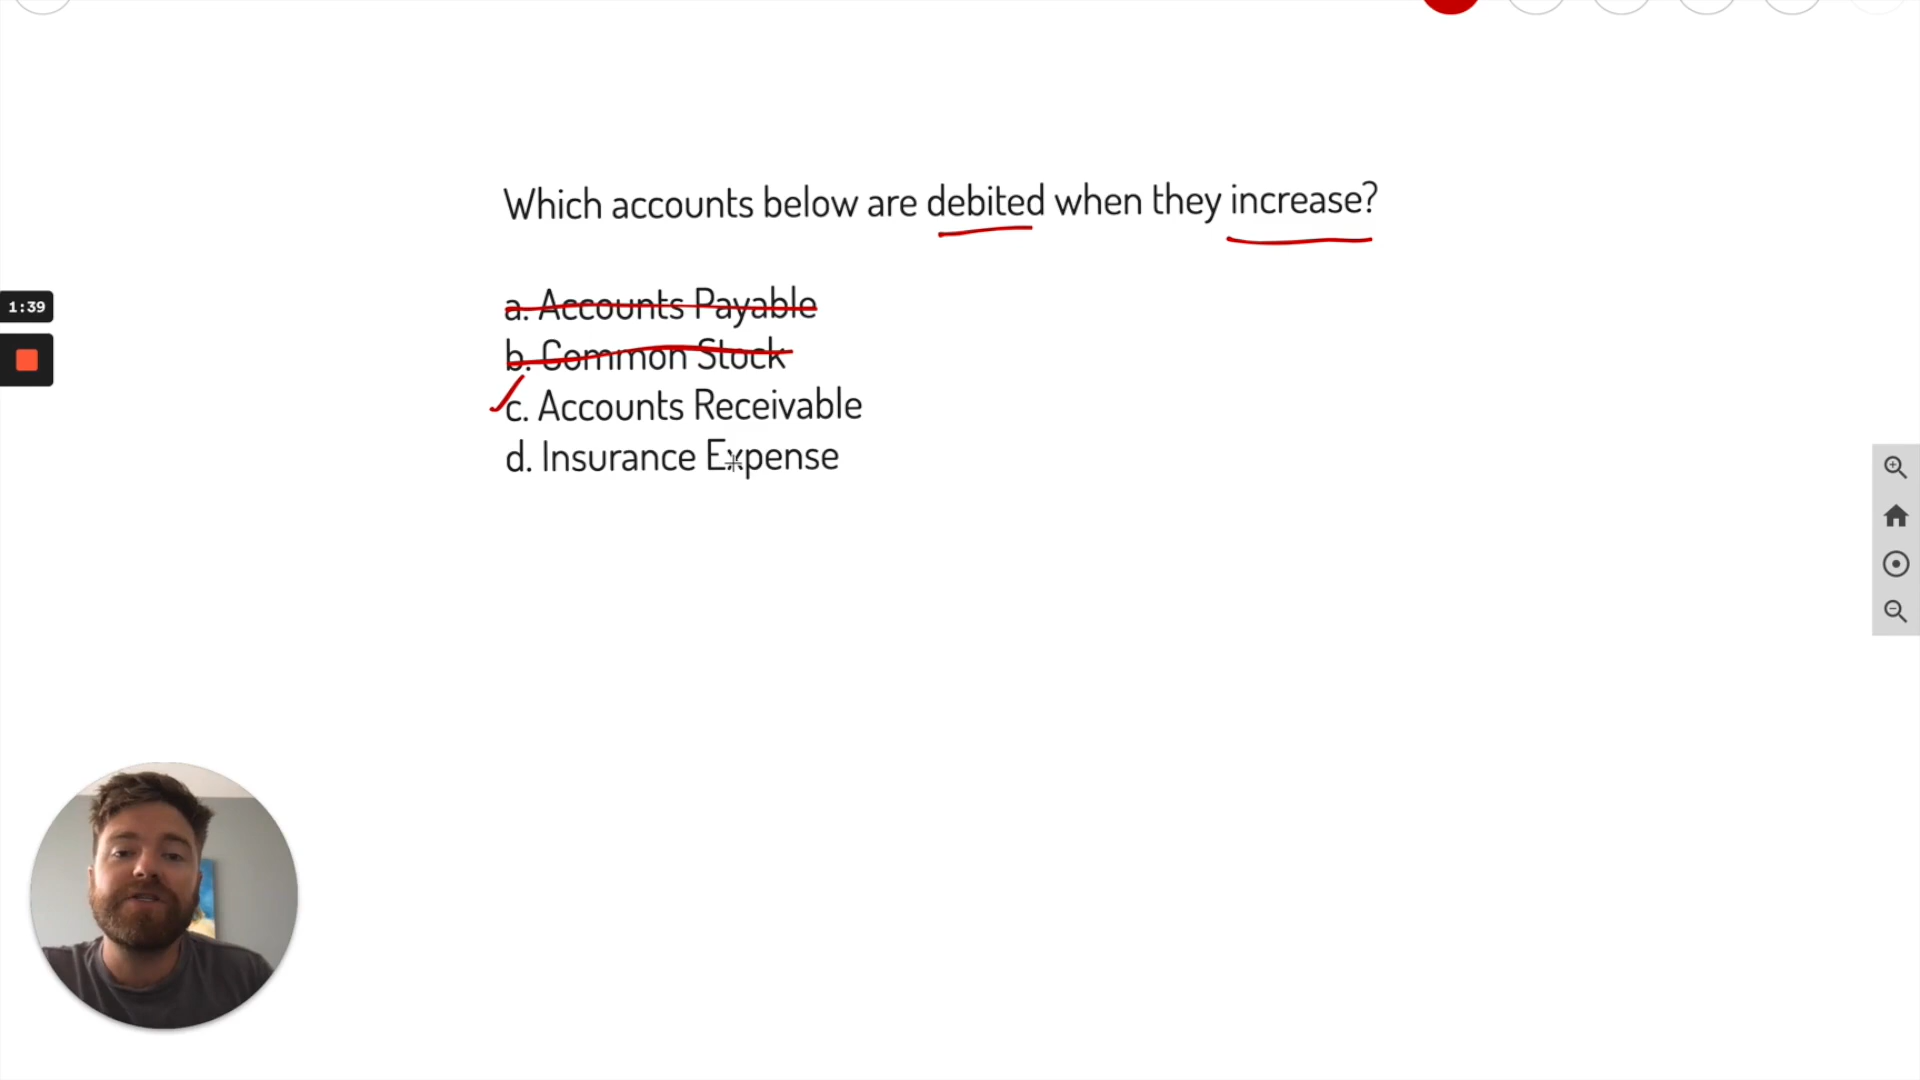 Which accounts below are debited when they increase?
1:39
a. Accounts Payable
b. Common Stock
c. Accounts Receivable
d. Insurance Expense